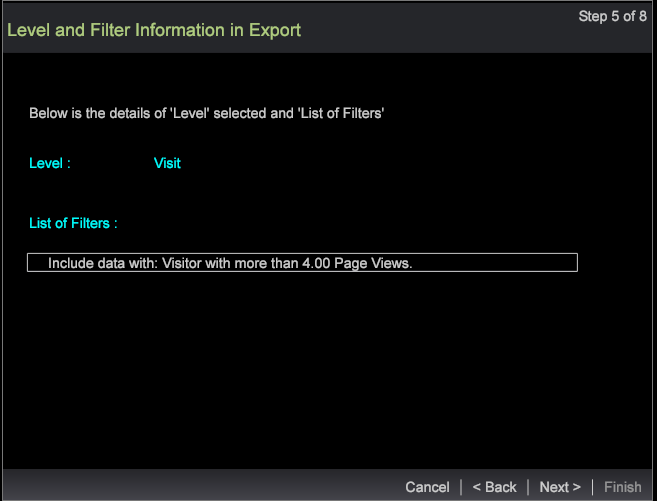 Step 5 of 8
Level and Filter Information in Export
Below is the details of 'Level' selected and 'List of Filters'
Level : Visit
List of Filters :
Include data with: Visitor with more than 4.00 Page Views.
Cancel | < Back | Next > | Finish